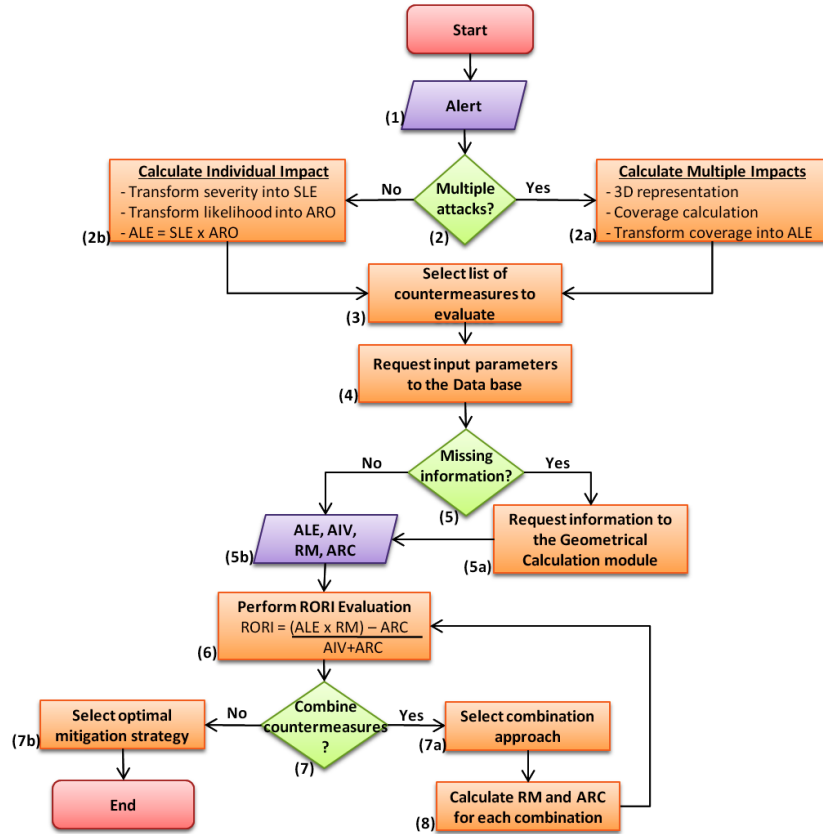 Start
Alert
(1)
Calculate Individual Impact
- Transform severity into SLE
- Transform likelihood into ARO
- ALE = SLE x ARO
(2b)
No
Multiple
attacks?
(2)
Yes
Calculate Multiple Impacts
- 3D representation
- Coverage calculation
- Transform coverage into ALE
(2a)
Select list of
countermeasures to
evaluate
(3)
Request input parameters
to the Data base
(4)
No
Missing
information?
(5)
Yes
ALE, AIV,
RM, ARC
(5b)
Request information to
the Geometrical
Calculation module
(5a)
Perform RORI Evaluation
RORI = (ALE x RM) – ARC
AIV+ARC
(6)
Select optimal
mitigation strategy
(7b)
No
Combine
countermeasures
?
(7)
Yes
Select combination
approach
(7a)
End
Calculate RM and ARC
for each combination
(8)